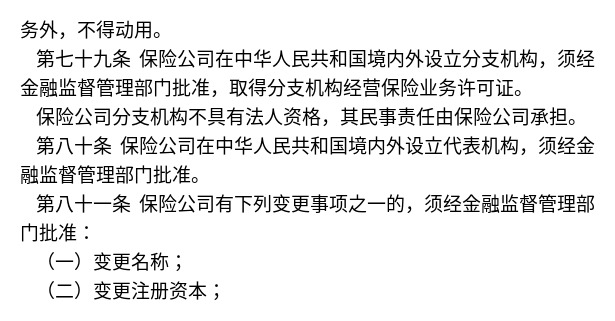 务外，不得动用。
第七十九条 保险公司在中华人民共和国境内外设立分支机构，须经
金融监督管理部门批准，取得分支机构经营保险业务许可证。
保险公司分支机构不具有法人资格，其民事责任由保险公司承担。
第八十条 保险公司在中华人民共和国境内外设立代表机构，须经金
融监督管理部门批准。
第八十一条 保险公司有下列变更事项之一的，须经金融监督管理部
门批准：
（一）变更名称；
（二）变更注册资本；